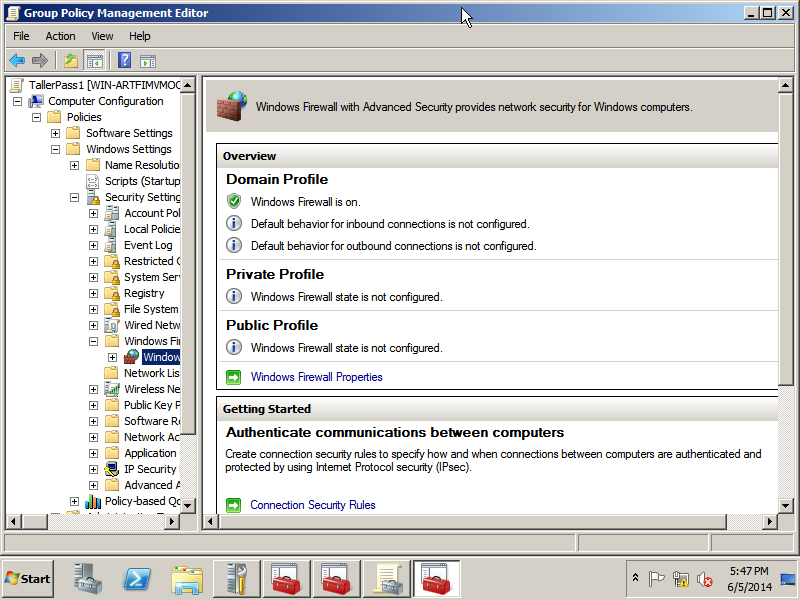 Group Policy Management Editor
File Action View Help
TallerPass1 [WIN-ARTFIMVMOC
Computer Configuration
Policies
Software Settings
Windows Settings
Name Resolutio
Scripts (Startup
Security Setting
Account Pol
Local Policie
Event Log
Restricted G
System Serv
Registry
File System
Wired Netw
Windows Fi
Window
Network Lis
Wireless Ne
Public Key P
Software R
Network Ac
Application
IP Security
Advanced A
Policy-based Qo
Windows Firewall with Advanced Security provides network security for Windows computers.
Overview
Domain Profile
Windows Firewall is on.
Default behavior for inbound connections is not configured.
Default behavior for outbound connections is not configured.
Private Profile
Windows Firewall state is not configured.
Public Profile
Windows Firewall state is not configured.
Windows Firewall Properties
Getting Started
Authenticate communications between computers
Create connection security rules to specify how and when connections between computers are authenticated and
protected by using Internet Protocol security (IPsec).
Connection Security Rules
Start
5:47 PM
6/5/2014